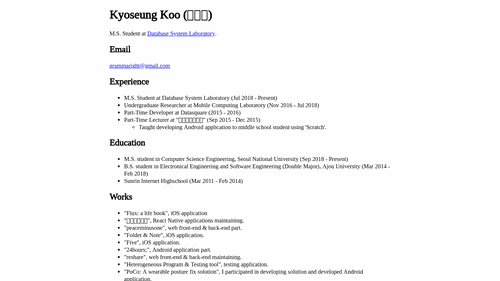 Kyoseung Koo (□□□)
M.S. Student at Database System Laboratory.
Email
grammaright@gmail.com
Experience
M.S. Student at Database System Laboratory (Jul 2018 - Present)
Undergraduate Researcher at Mobile Computing Laboratory (Nov 2016 - Jul 2018)
Part-Time Developer at Datasquare (2015 - 2016)
Part-Time Lecturer at "□□□□□□□" (Sep 2015 - Dec 2015)
Taught developing Android application to middle school student using 'Scratch'.
Education
M.S. student in Computer Science Engineering, Seoul National University (Sep 2018 - Present)
B.S. student in Electronical Engineering and Software Engineering (Double Major), Ajou University (Mar 2014 -
Feb 2018)
Sunrin Internet Highschool (Mar 2011 - Feb 2014)
Works
"Flux: a life book", iOS application
"□□□□□□", React Native applications maintaining.
"peaceminusone", web front-end & back-end part.
"Folder & Note", iOS application.
"Five", iOS application.
"24hours;", Android application part.
"reshare", web front-end & back-end maintaining.
"Heterogeneous Program & Testing tool", testing application.
"PoCo: A wearable posture fix solution", I participated in developing solution and developed Android
application.